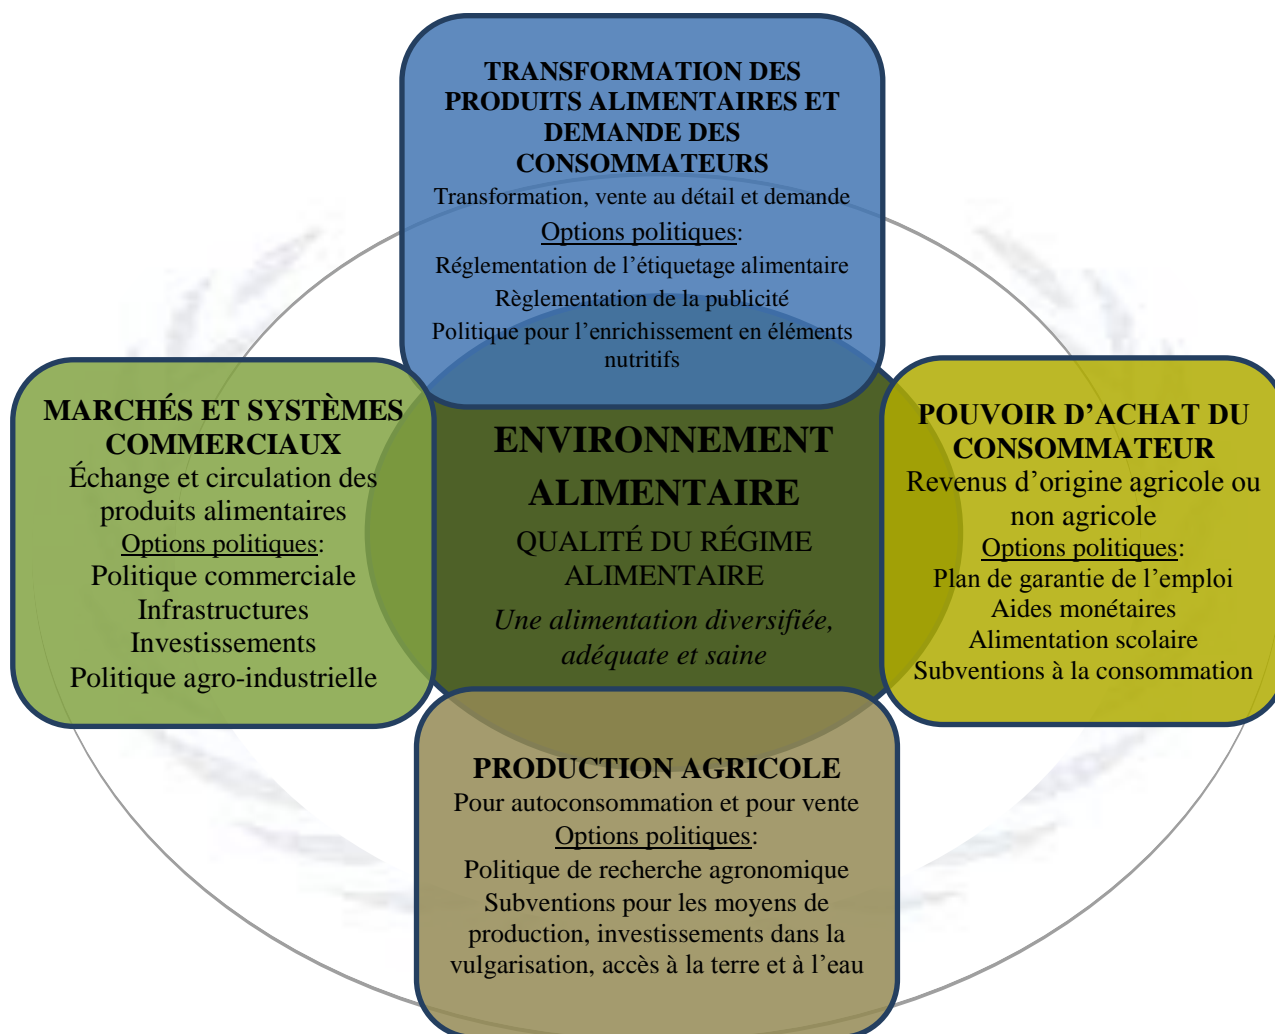 TRANSFORMATION DES
PRODUITS ALIMENTAIRES ET
DEMANDE DES
CONSOMMATEURS
Transformation, vente au détail et demande
Options politiques:
Réglementation de l’étiquetage alimentaire
Règlementation de la publicité
Politique pour l’enrichissement en éléments
nutritifs
MARCHÉS ET SYSTÈMES
COMMERCIAUX
Échange et circulation des
produits alimentaires
Options politiques:
Politique commerciale
Infrastructures
Investissements
Politique agro-industrielle
ENVIRONNEMENT
ALIMENTAIRE
QUALITÉ DU RÉGIME
ALIMENTAIRE
Une alimentation diversifiée,
adéquate et saine
POUVOIR D’ACHAT DU
CONSOMMATEUR
Revenus d’origine agricole ou
non agricole
Options politiques:
Plan de garantie de l’emploi
Aides monétaires
Alimentation scolaire
Subventions à la consommation
PRODUCTION AGRICOLE
Pour autoconsommation et pour vente
Options politiques:
Politique de recherche agronomique
Subventions pour les moyens de
production, investissements dans la
vulgarisation, accès à la terre et à l’eau